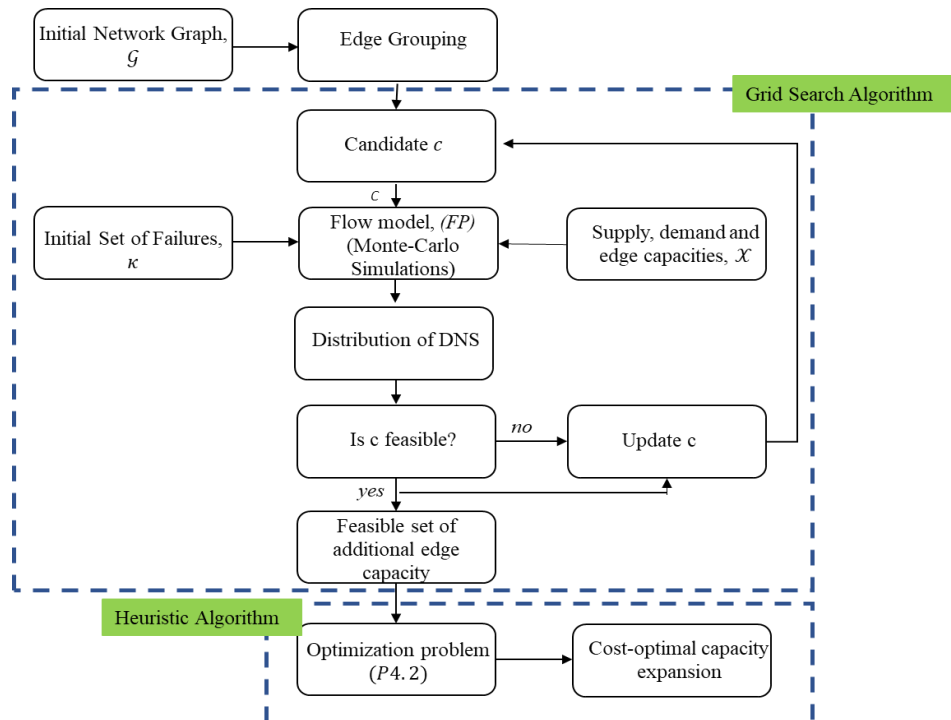 Initial Network Graph,
𝒢
Edge Grouping
Grid Search Algorithm
Candidate c
C
Initial Set of Failures,
κ
Flow model, (FP)
(Monte-Carlo
Simulations)
Supply, demand and
edge capacities, 𝒳
Distribution of DNS
Is c feasible?
no
Update c
yes
Feasible set of
additional edge
capacity
Heuristic Algorithm
Optimization problem
(P4.2)
Cost-optimal capacity
expansion